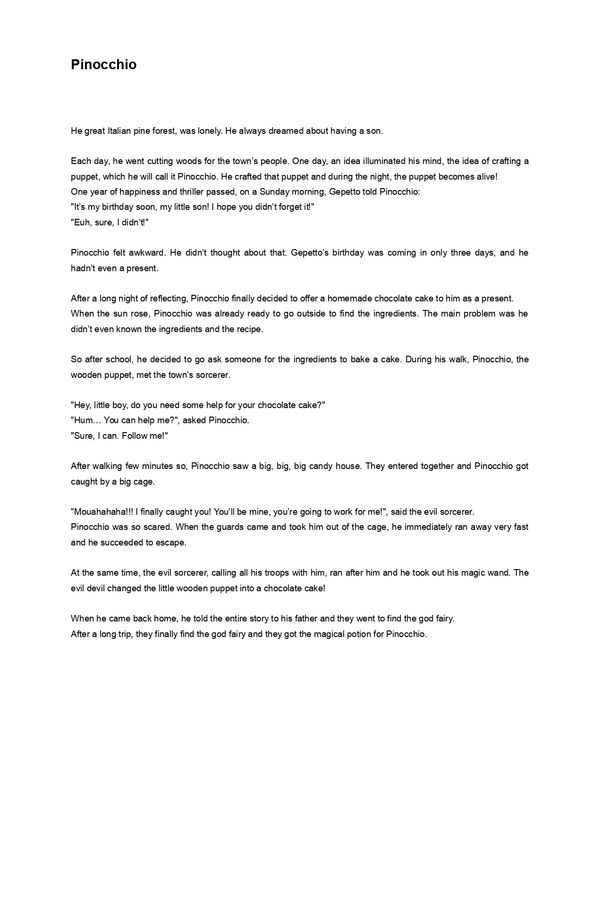 Pinocchio
He great Italian pine forest, was lonely. He always dreamed about having a son.
Each day, he went cutting woods for the town's people. One day, an idea illuminated his mind, the idea of crafting a
puppet, which he will call it Pinocchio. He crafted that puppet and during the night, the puppet becomes alive!
One year of happiness and thriller passed, on a Sunday morning, Gepetto told Pinocchio:
"It's my birthday soon, my little son! I hope you didn't forget it!"
"Euh, sure, I didn't!"
Pinocchio felt awkward. He didn't thought about that. Gepetto's birthday was coming in only three days, and he
hadn't even a present.
After a long night of reflecting, Pinocchio finally decided to offer a homemade chocolate cake to him as a present.
When the sun rose, Pinocchio was already ready to go outside to find the ingredients. The main problem was he
didn't even known the ingredients and the recipe.
So after school, he decided to go ask someone for the ingredients to bake a cake. During his walk, Pinocchio, the
wooden puppet, met the town's sorcerer.
"Hey, little boy, do you need some help for your chocolate cake?"
"Hum... You can help me?", asked Pinocchio.
"Sure, I can. Follow me!"
After walking few minutes so, Pinocchio saw a big, big, big candy house. They entered together and Pinocchio got
caught by a big cage.
"Mouahahaha!!! I finally caught you! You'll be mine, you're going to work for me!", said the evil sorcerer.
Pinocchio was so scared. When the guards came and took him out of the cage, he immediately ran away very fast
and he succeeded to escape.
At the same time, the evil sorcerer, calling all his troops with him, ran after him and he took out his magic wand. The
evil devil changed the little wooden puppet into a chocolate cake!
When he came back home, he told the entire story to his father and they went to find the god fairy.
After a long trip, they finally find the god fairy and they got the magical potion for Pinocchio.